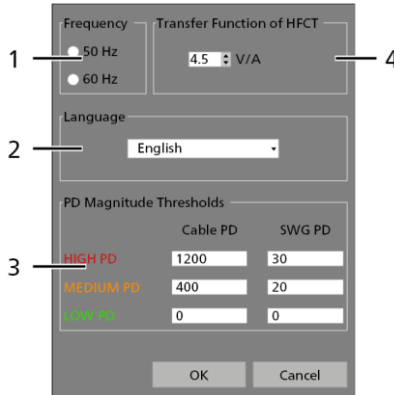 Frequency
Transfer Function of HFCT
1
50 Hz
4.5 V/A
4
60 Hz
Language
2
English
PD Magnitude Thresholds
Cable PD SWG PD
3
HIGH PD 1200 30
MEDIUM PD 400 20
LOW PD 0 0
OK Cancel